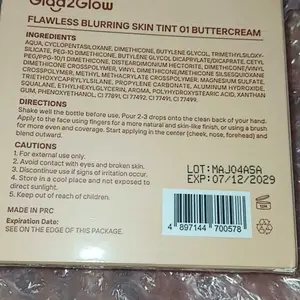 Glad2Glow
FLAWLESS BLURRING SKIN TINT 01 BUTTERCREAM
INGREDIENTS
AQUA, CYCLOPENTASILOXANE, DIMETHICONE, BUTYLENE GLYCOL, TRIMETHYLSILOXY-
SILICATE, PEG-10 DIMETHICONE, BUTYLENE GLYCOL DICAPRYLATE/DICAPRATE, CETYL
PEG/PPG-10/1 DIMETHICONE, DISTEARDIMONIUM HECTORITE, DIMETHICONE/VINYL
DIMETHICONE CROSSPOLYMER, VINYL DIMETHICONE/METHICONE SILSESQUIOXANE
CROSSPOLYMER, METHYL METHACRYLATE CROSSPOLYMER, MAGNESIUM SULFATE,
TRIETHOXYCAPRYLYLSILANE, PROPYLENE CARBONATE, ALUMINUM HYDROXIDE,
SQUALANE, ETHYLHEXYLGLYCERIN, AROMA, POLYHYDROXYSTEARIC ACID, XANTHAN
GUM, PHENOXYETHANOL, CI 77891, CI 77492, CI 77491, CI 77499.
DIRECTIONS
Shake well the bottle before use. Pour 2-3 drops onto the clean back of your hand.
Apply to the face using fingers for a more natural and skin-like finish, or using a brush
for more even and coverage. Start applying in the center (cheek, nose, forehead) and
blend outward.
CAUTIONS
1. For external use only.
2. Avoid contact with eyes and broken skin.
3. Discontinue use if signs of irritation occur.
4. Store in a cool place and not exposed to
direct sunlight.
5. Keep out of reach of children.
LOT:MAJ04ASA
EXP:07/12/2029
MADE IN PRC
Expiration Date:
SEE ON THE EDGE OF THIS PACKAGE.
4 897144 700578